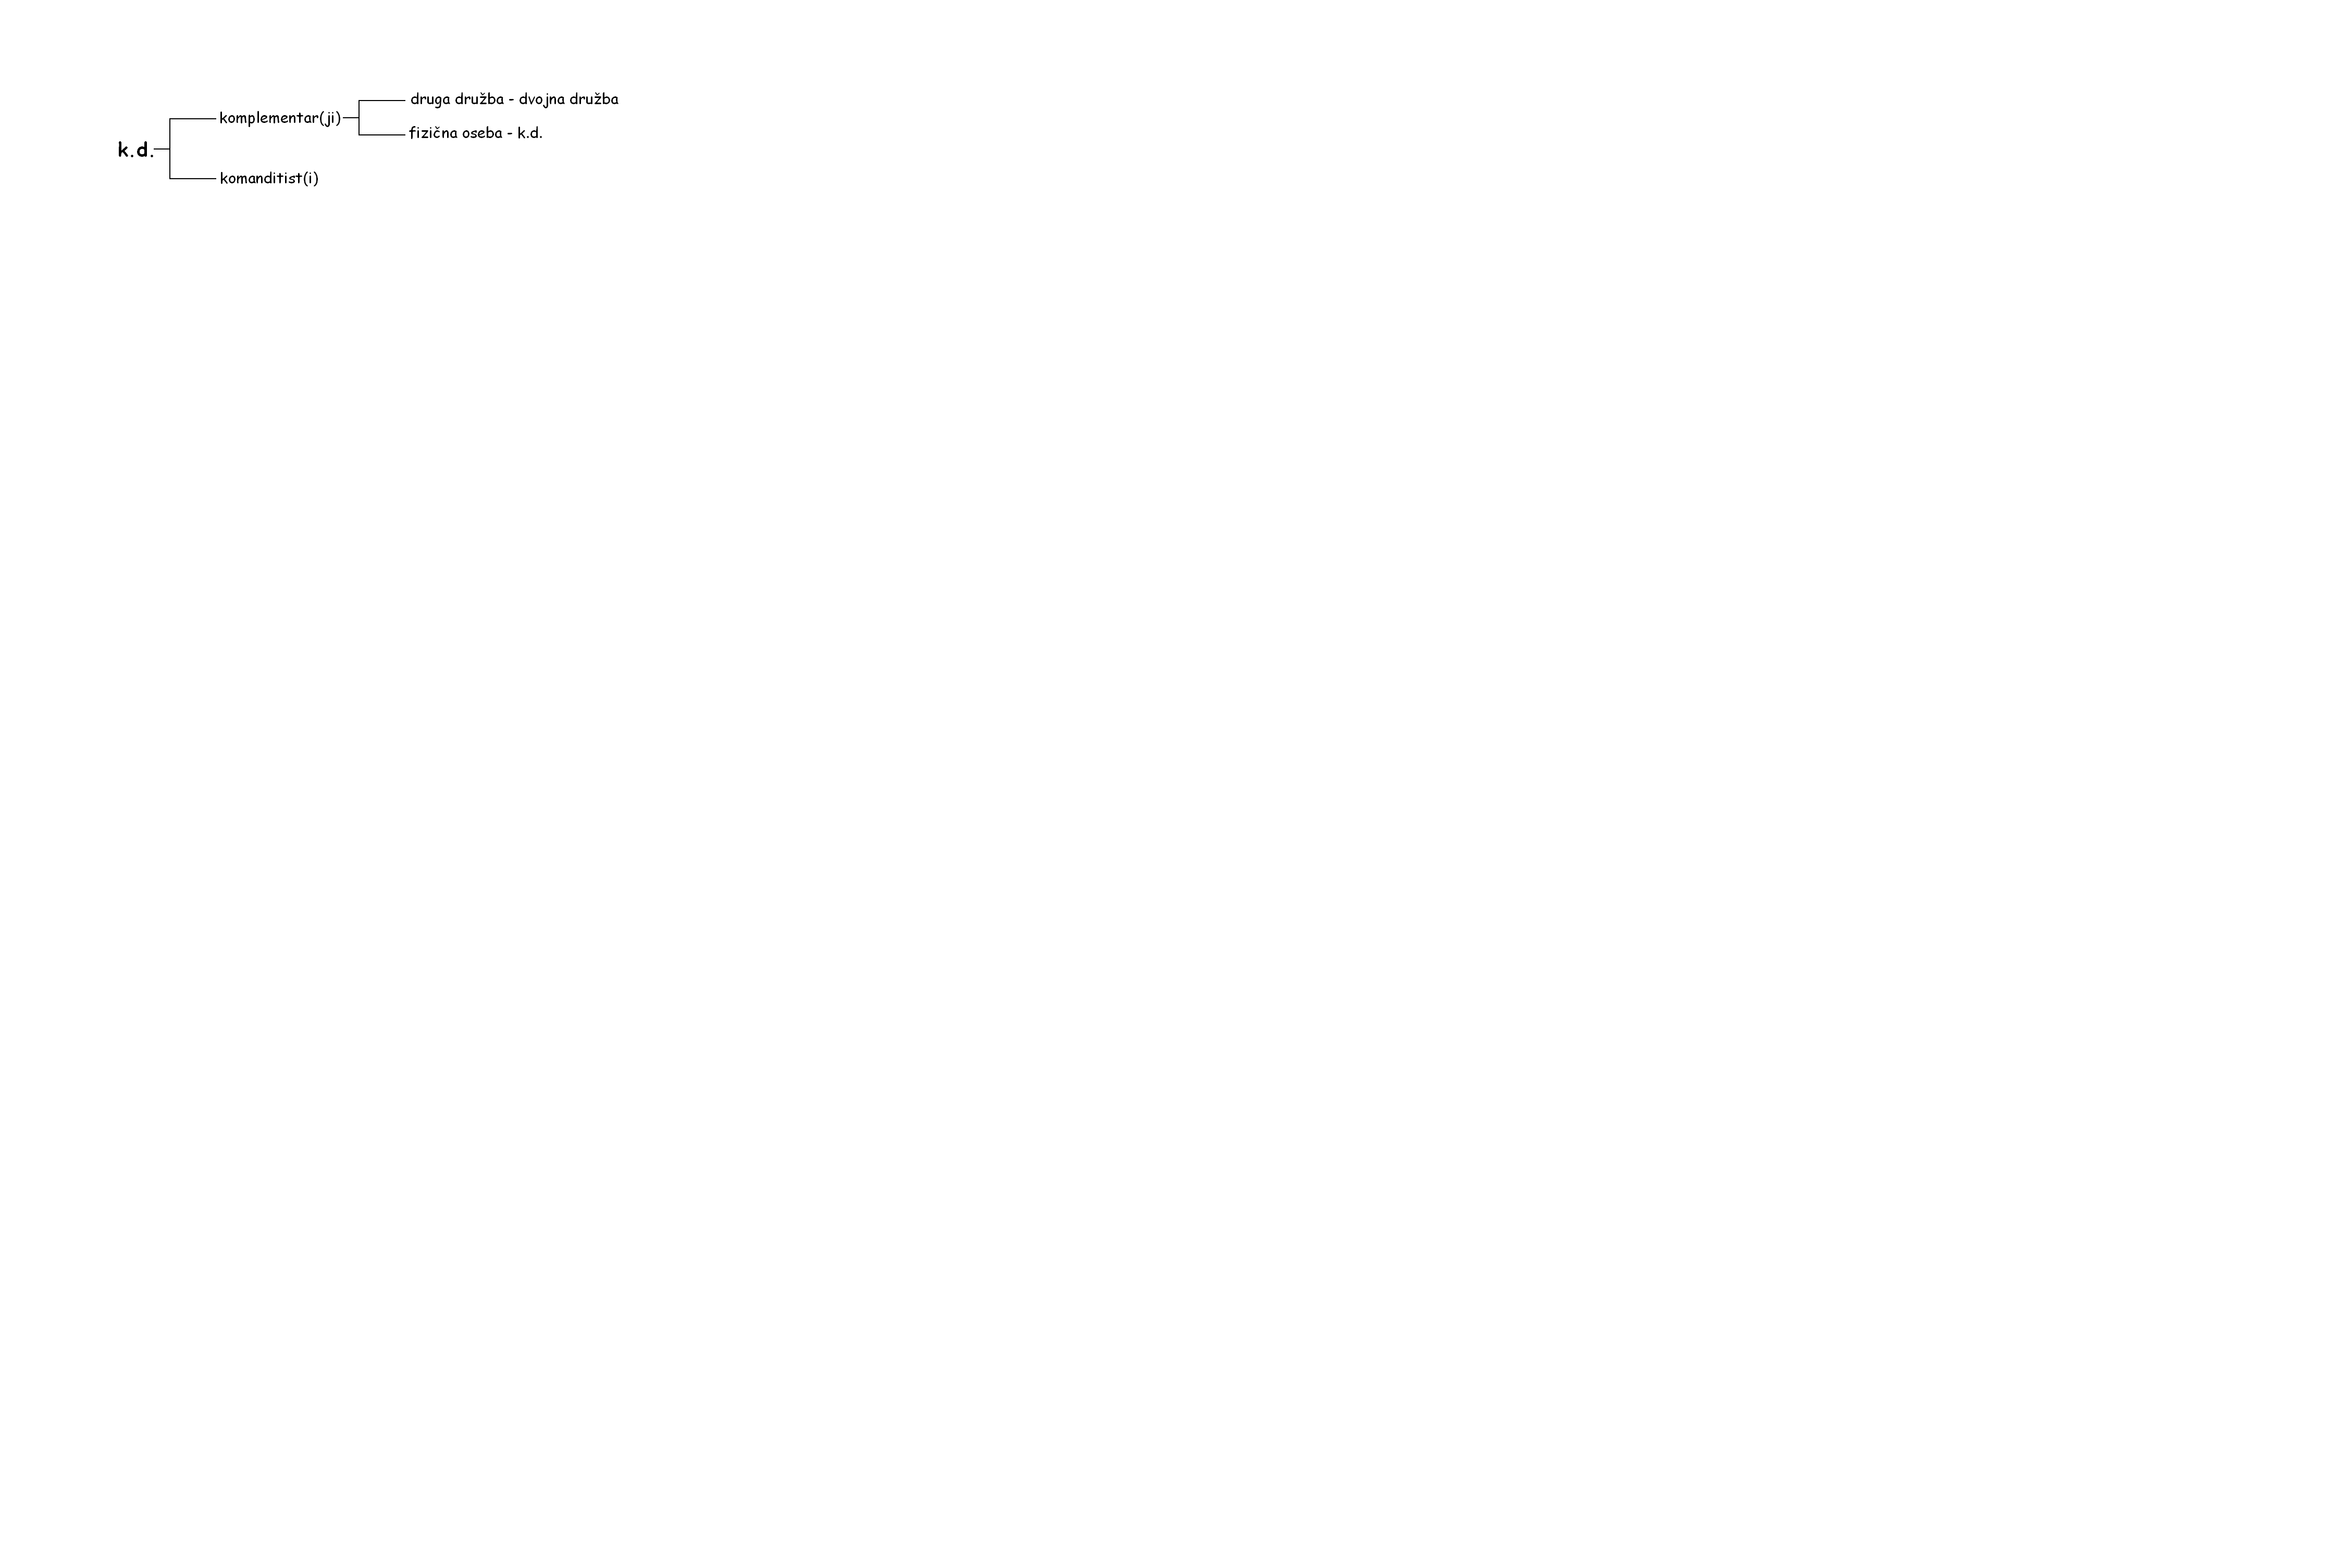 druga družba - dvojna družba
komplementar(ji)
fizična oseba - k.d.
k.d.
komanditist(i)